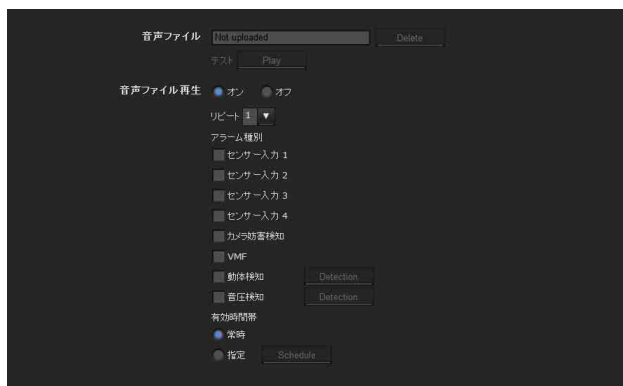 音声ファイル Not uploaded Delete
テスト Play
音声ファイル再生 オン オフ
リピート 1 ▼
アラーム種別
センサー入力 1
センサー入力 2
センサー入力 3
センサー入力 4
カメラ妨害検知
VMF
動体検知 Detection
音圧検知 Detection
有効時間帯
常時
指定 Schedule